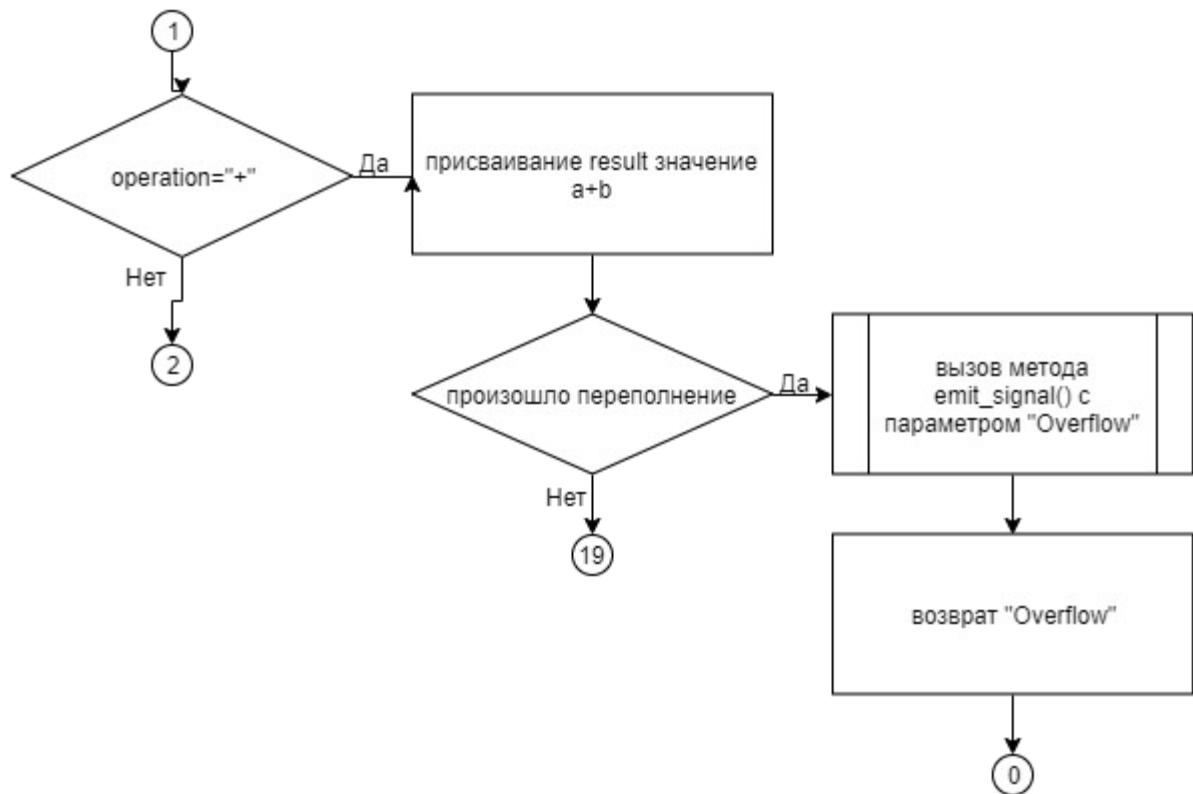 1
operation="+"
Да
присваивание result значение
a+b
Нет
2
произошло переполнение
Да
вызов метода
emit_signal() с
параметром "Overflow"
Нет
19
возврат "Overflow"
0